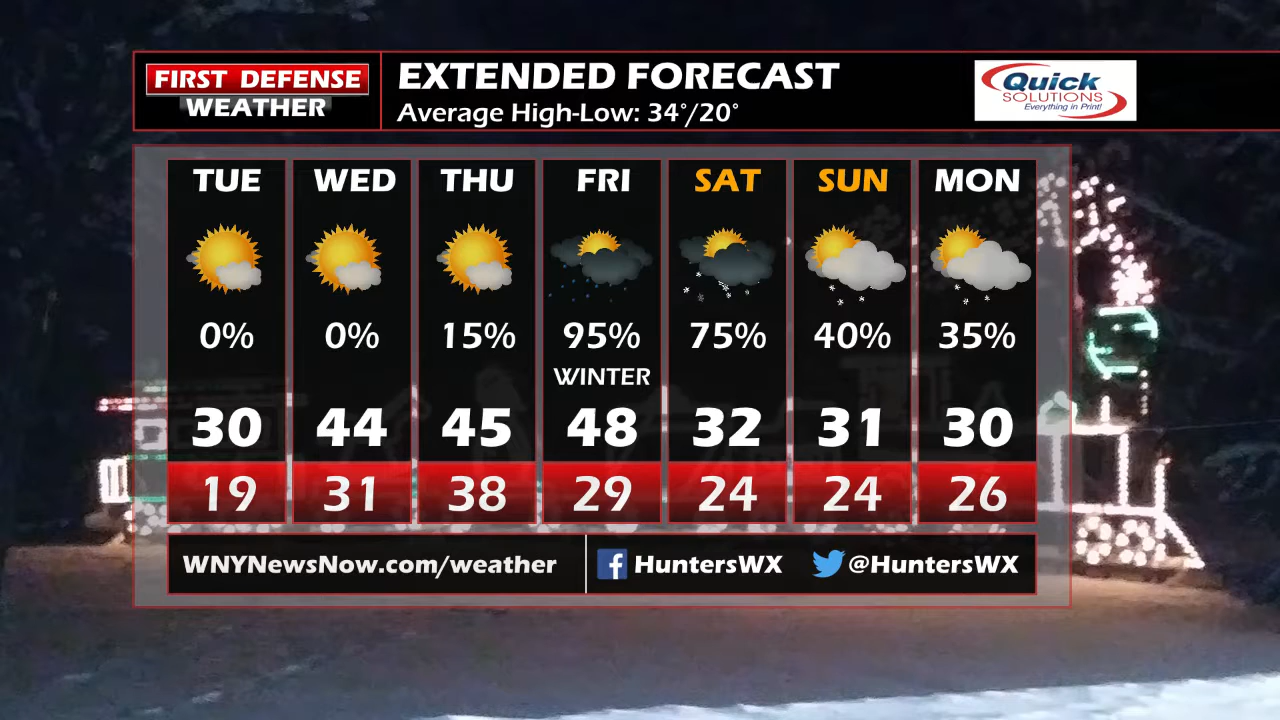 FIRST DEFENSE
WEATHER
EXTENDED FORECAST
Average High-Low: 34°/20°
Quick
SOLUTIONS
Everything in Print!
TUE WED THU FRI SAT SUN MON
0% 0% 15% 95% 75% 40% 35%
WINTER
30 44 45 48 32 31 30
19 31 38 29 24 24 26
WNYNewsNow.com/weather
HuntersWX
@HuntersWX